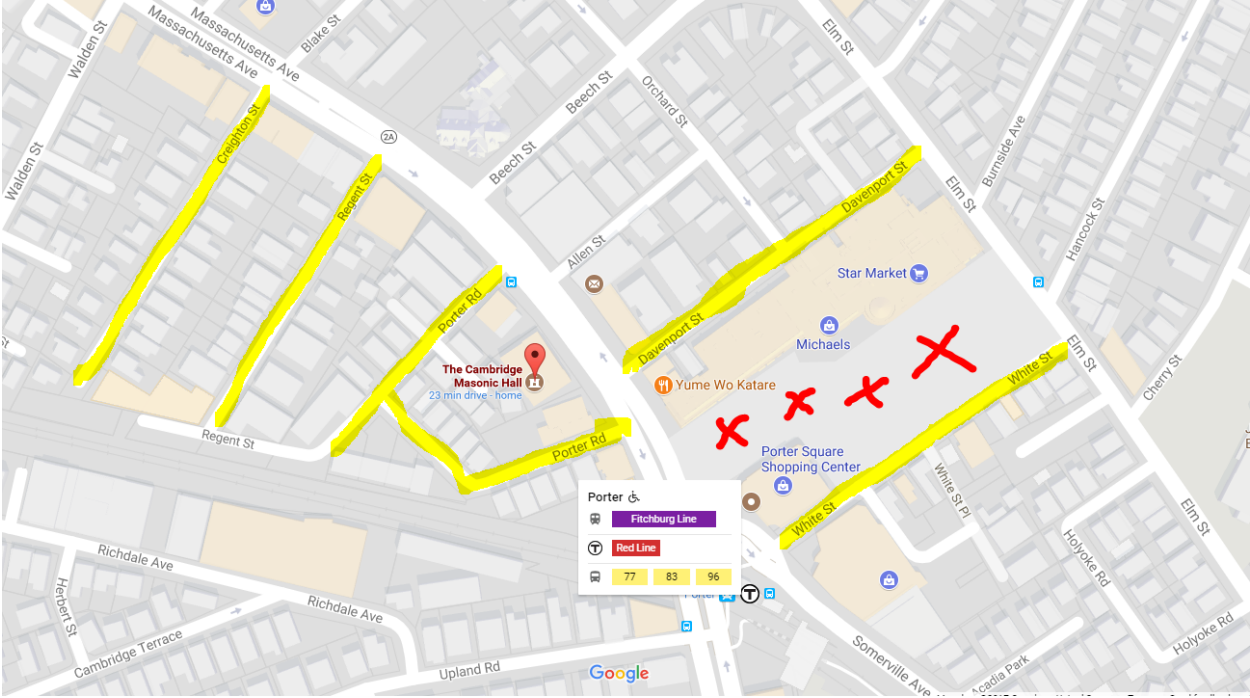 Walden St
Massachusetts Ave
Massachusetts Ave
Blake St
Elm St
Beech St
Orchard St
Creighton St
2A
Burnside Ave
Walden St
Beech St
Regent St
Davenport St
Elm St
Hancock St
Allen St
Star Market
Porter Rd
Davenport St
Michaels
The Cambridge
Masonic Hall
23 min drive - home
Yume Wo Katare
White St
Elm St
Cherry St
Regent St
Porter Rd
Porter Square
Shopping Center
White St
White St Pl
Elm St
Porter
Fitchburg Line
T
Red Line
77 83 96
Richdale Ave
Holyoke Rd
Herbert St
Richdale Ave
Porter
T
Cambridge Terrace
Upland Rd
Google
Somerville Ave
Acadia Park
Holyoke Rd